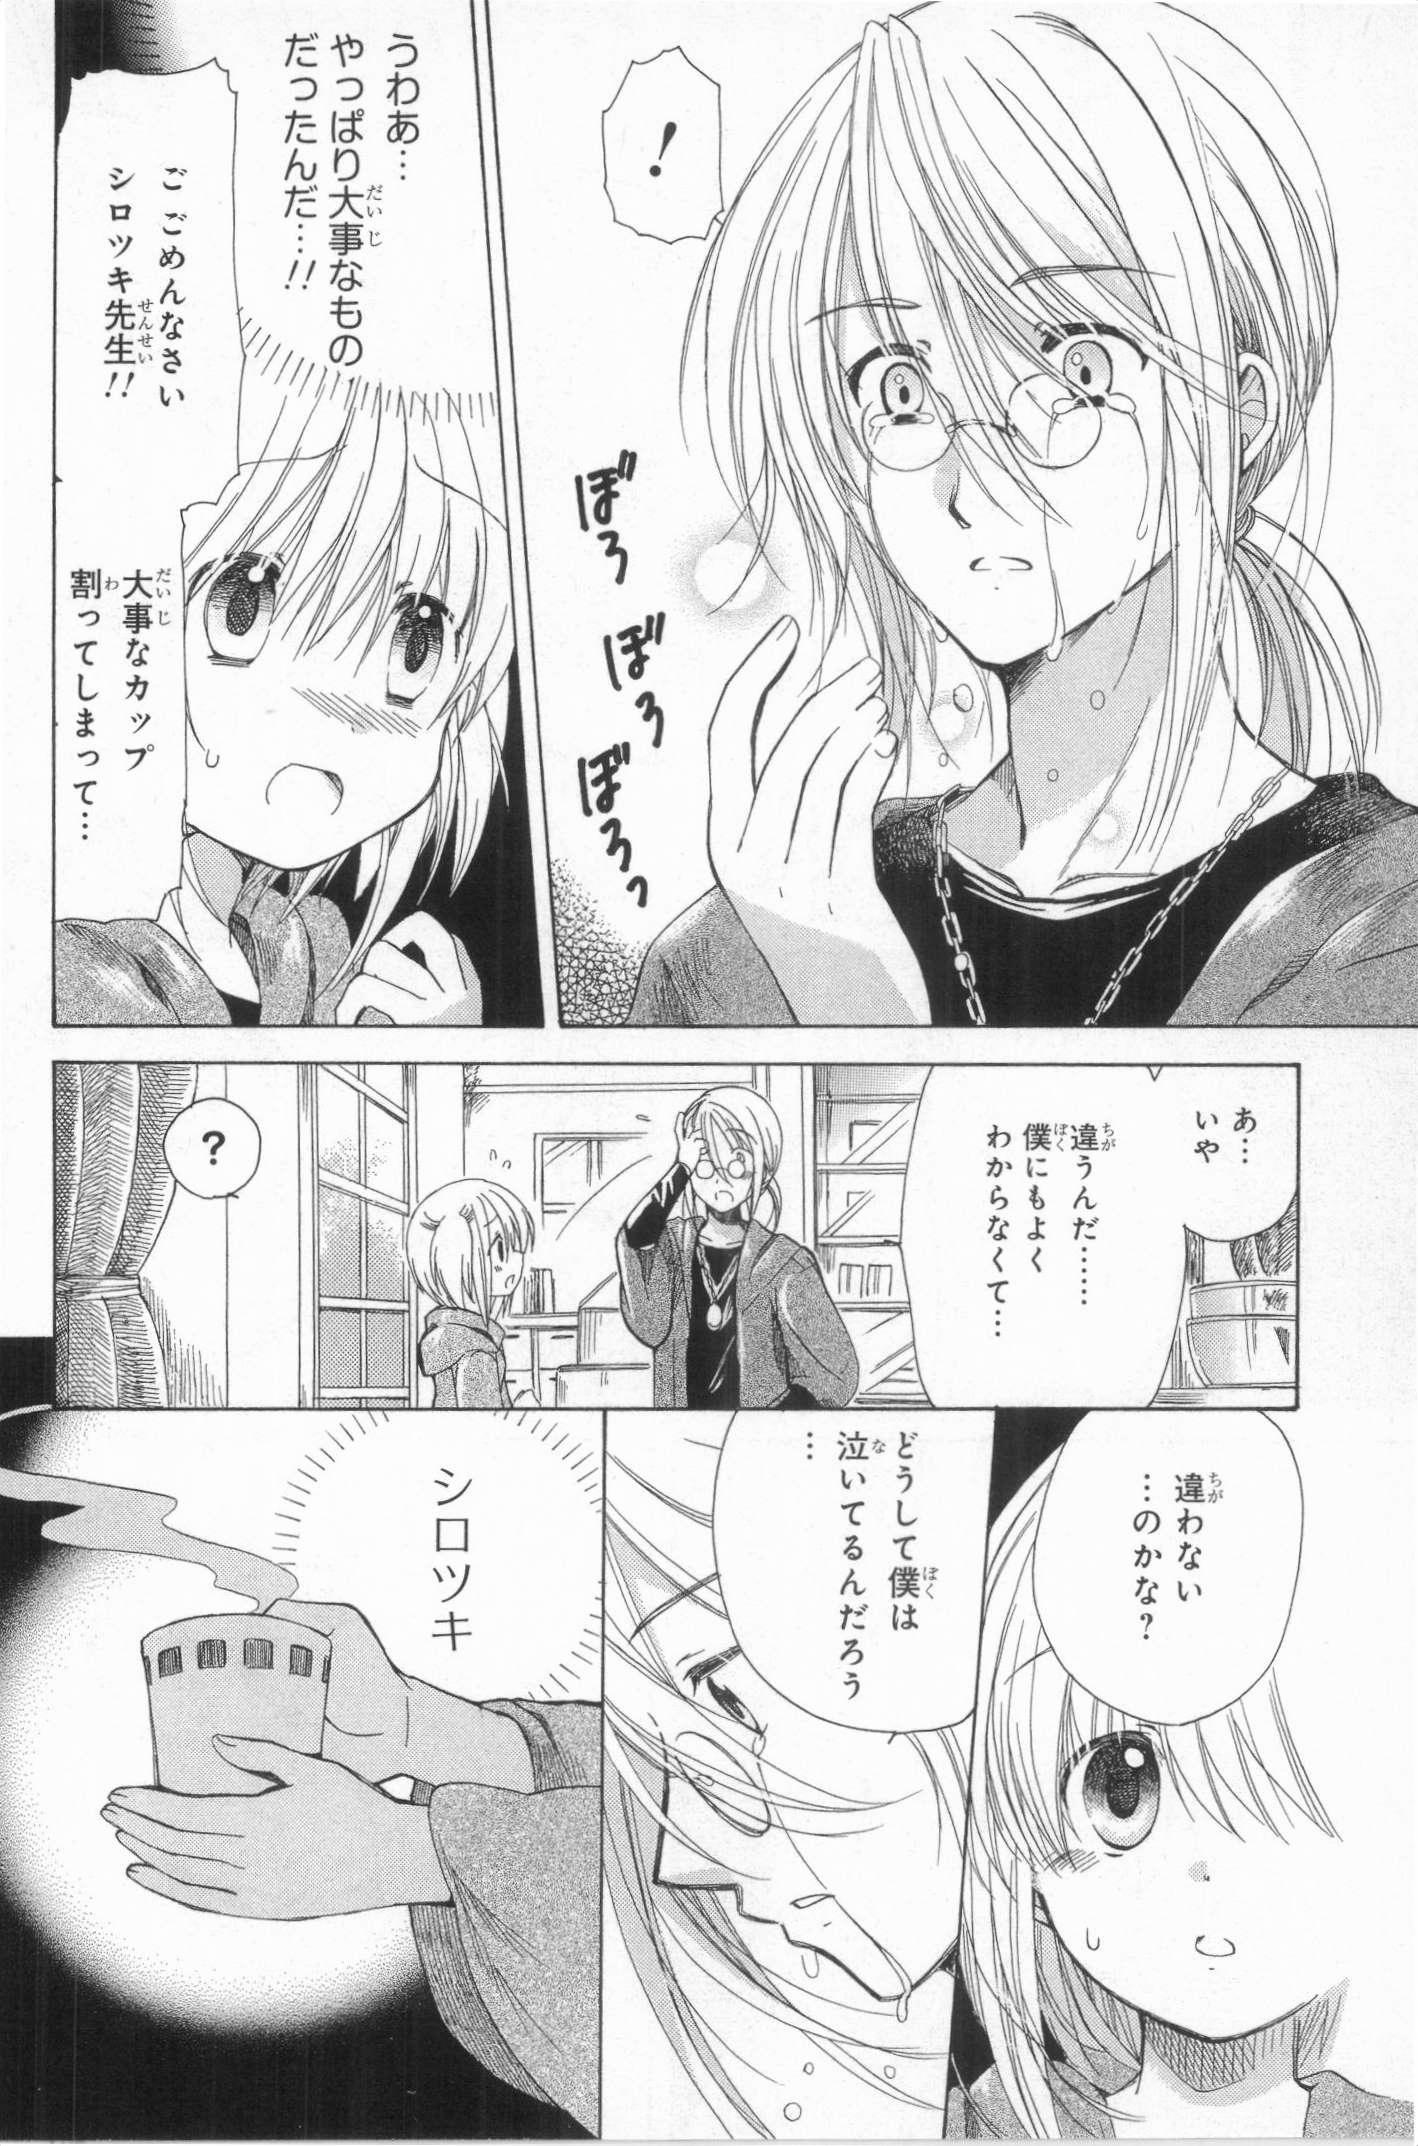 !
ぼろ
ぼろ
ぼろっ
うわあ…
やっぱり大事なもの
だったんだ…!!
ご ごめんなさい
シロツキ先生!!
大事なカップ
割ってしまって…
あ…
いや
違うんだ……
僕にもよく
わからなくて…
?
違わない
…のかな?
どうして僕は
泣いてるんだろう
…
シロツキ